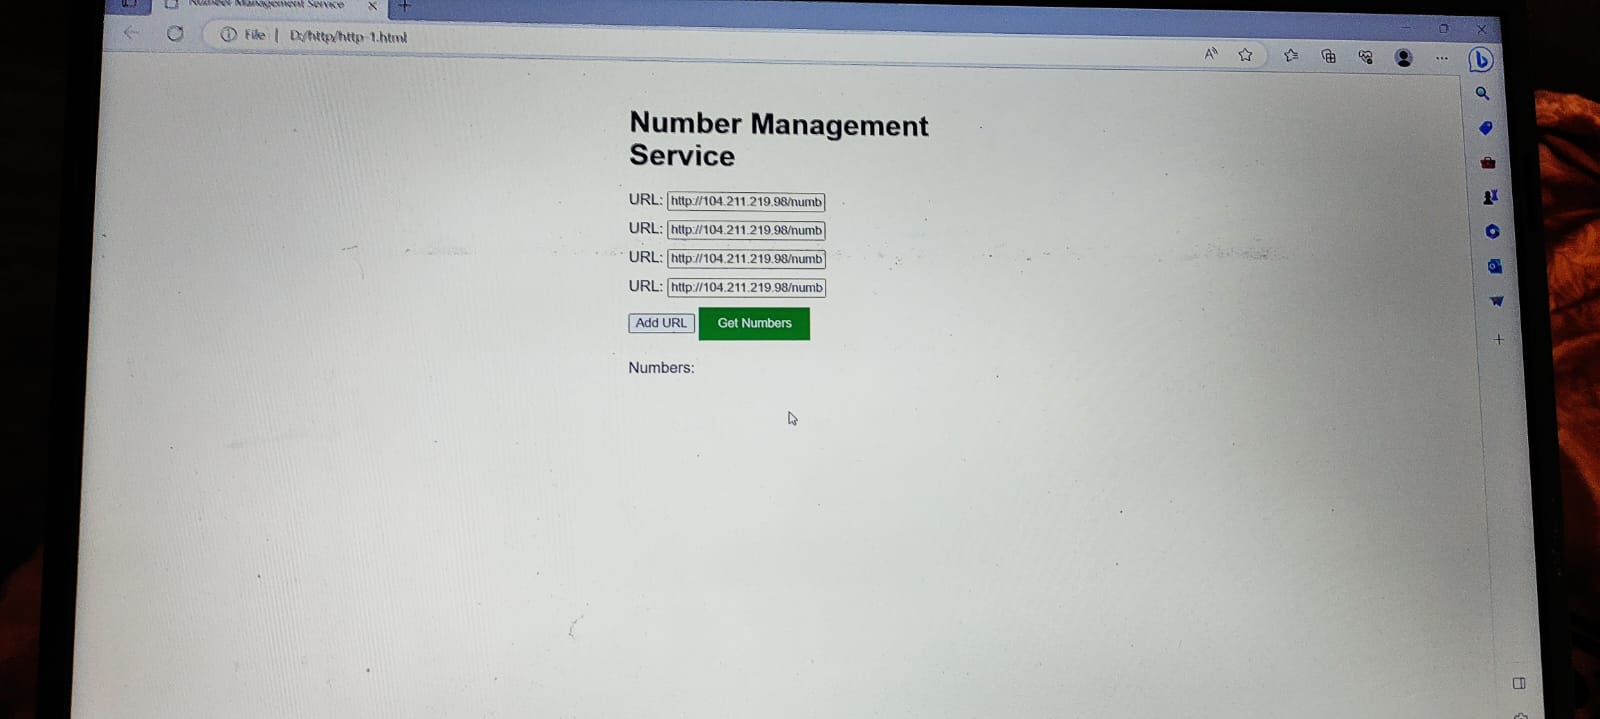 Number Management Service
File | D:/http/http-1.html
Number Management
Service
URL: http://104.211.219.98/numb
URL: http://104.211.219.98/numb
URL: http://104.211.219.98/numb
URL: http://104.211.219.98/numb
Add URL Get Numbers
Numbers: